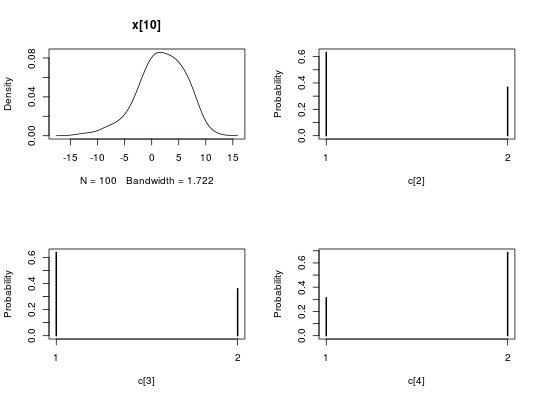 x[10]
Density
0.00 0.04 0.08
-15 -10 -5 0 5 10 15
N = 100 Bandwidth = 1.722
Probability
0.0 0.2 0.4 0.6
1 2
c[2]
Probability
0.0 0.2 0.4 0.6
1 2
c[3]
Probability
0.0 0.2 0.4 0.6
1 2
c[4]